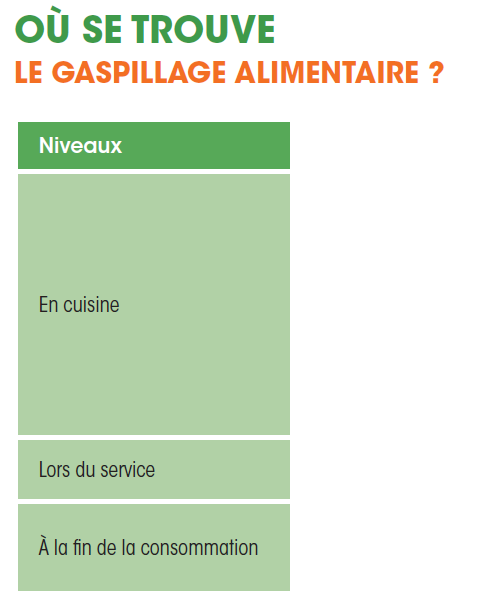 OÙ SE TROUVE
LE GASPILLAGE ALIMENTAIRE ?
Niveaux
En cuisine
Lors du service
À la fin de la consommation